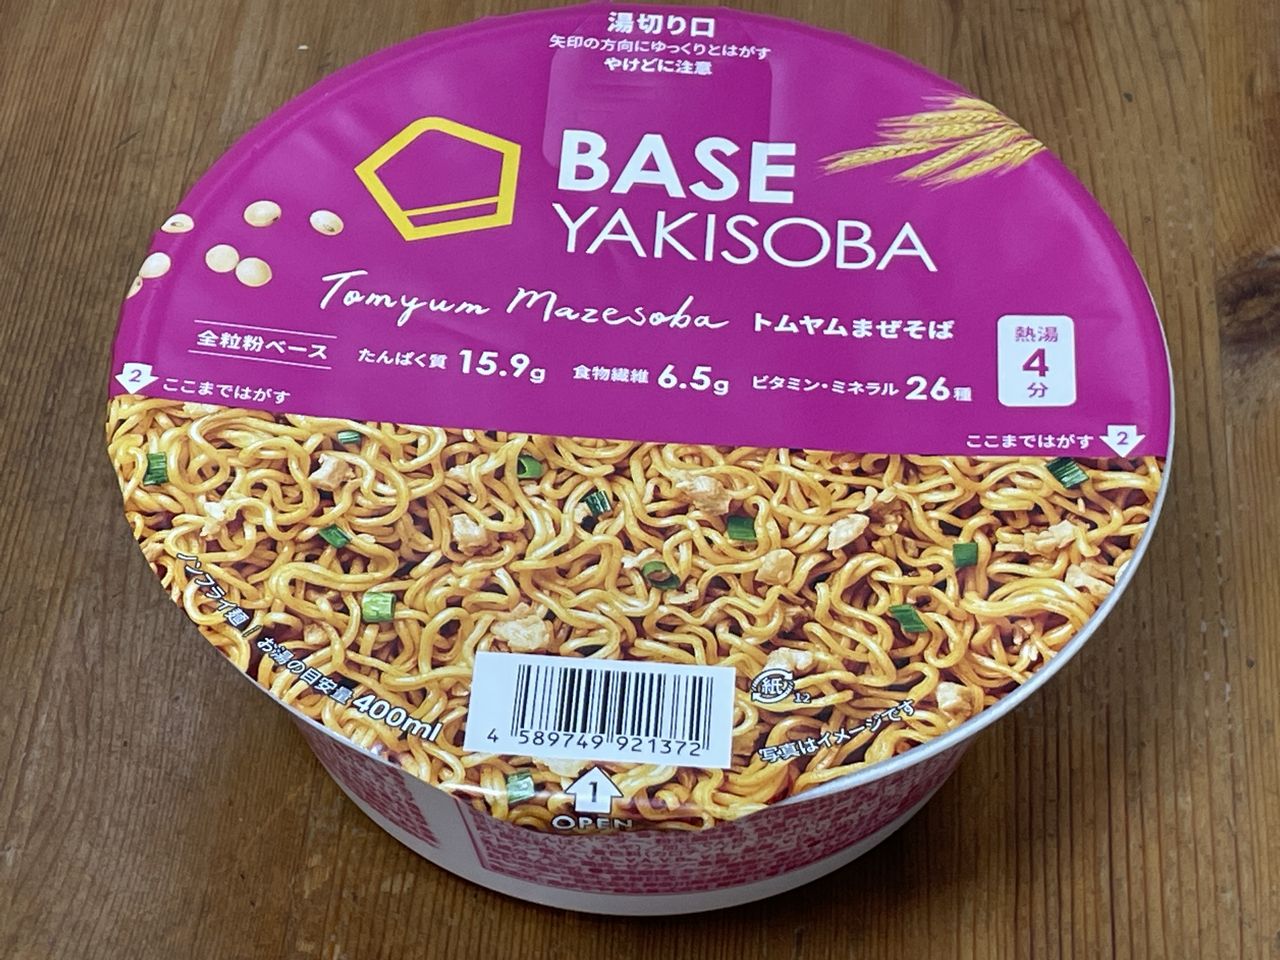 湯切り口
矢印の方向にゆっくりとはがす
やけどに注意
BASE
YAKISOBA
Tomyum Mazesoba トムヤムまぜそば
全粒粉ベース たんぱく質 15.9g 食物繊維 6.5g ビタミン・ミネラル 26種
熱湯
4
分
2 ここまではがす
ここまではがす 2
ノンフライ麺/お湯の目安量 400ml
4 589749 921372
紙 12
写真はイメージです
1
OPEN